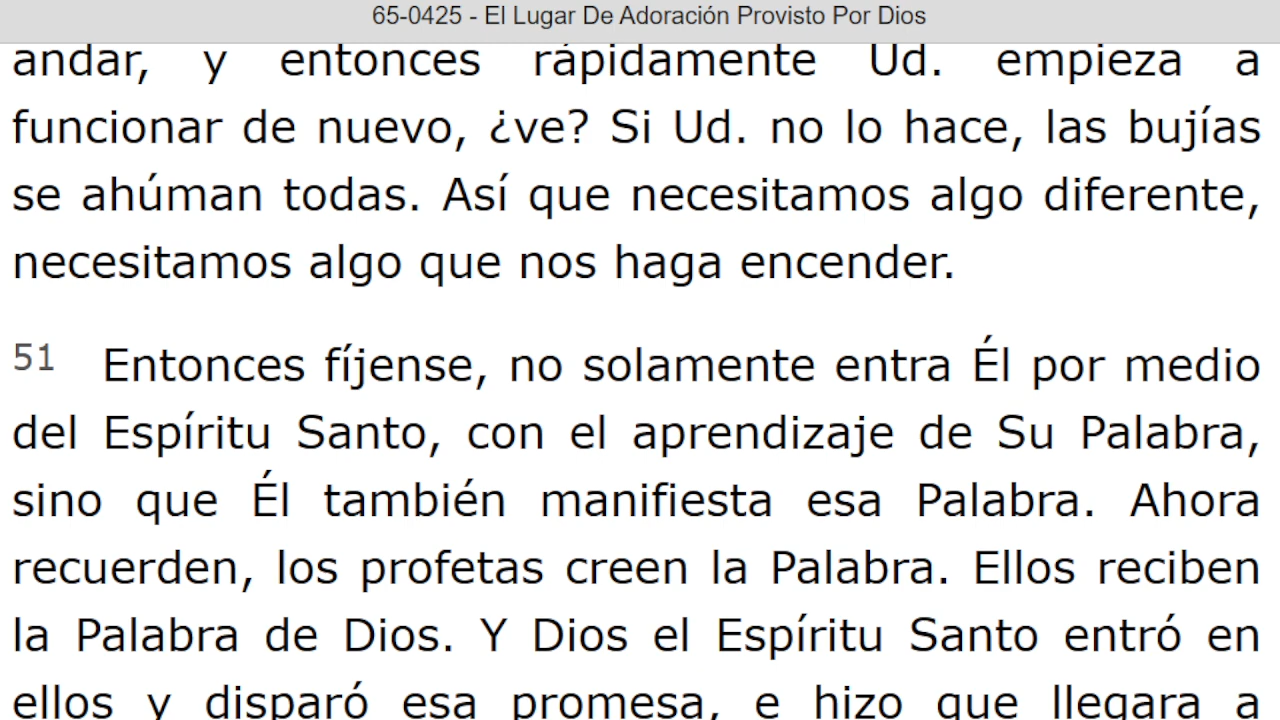 65-0425 - El Lugar De Adoración Provisto Por Dios
andar, y entonces rápidamente Ud. empieza a
funcionar de nuevo, ¿ve? Si Ud. no lo hace, las bujías
se ahúman todas. Así que necesitamos algo diferente,
necesitamos algo que nos haga encender.
51 Entonces fíjense, no solamente entra Él por medio
del Espíritu Santo, con el aprendizaje de Su Palabra,
sino que Él también manifiesta esa Palabra. Ahora
recuerden, los profetas creen la Palabra. Ellos reciben
la Palabra de Dios. Y Dios el Espíritu Santo entró en
ellos y disparó esa promesa, e hizo que llegara a